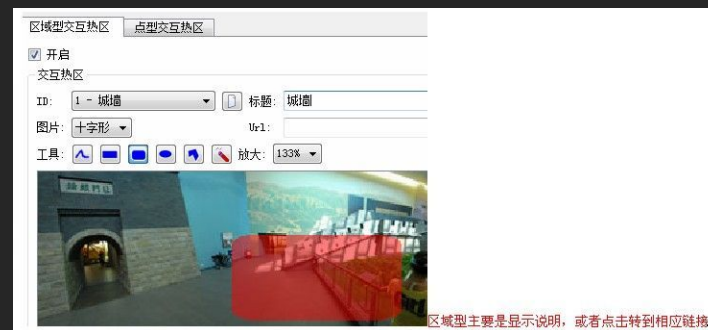 区域型交互热区 点型交互热区
开启
交互热区
ID: 1 - 城墙 标题: 城墙
图片: 十字形 Url:
工具: 放大: 133%
区域型主要是显示说明，或者点击转到相应链接